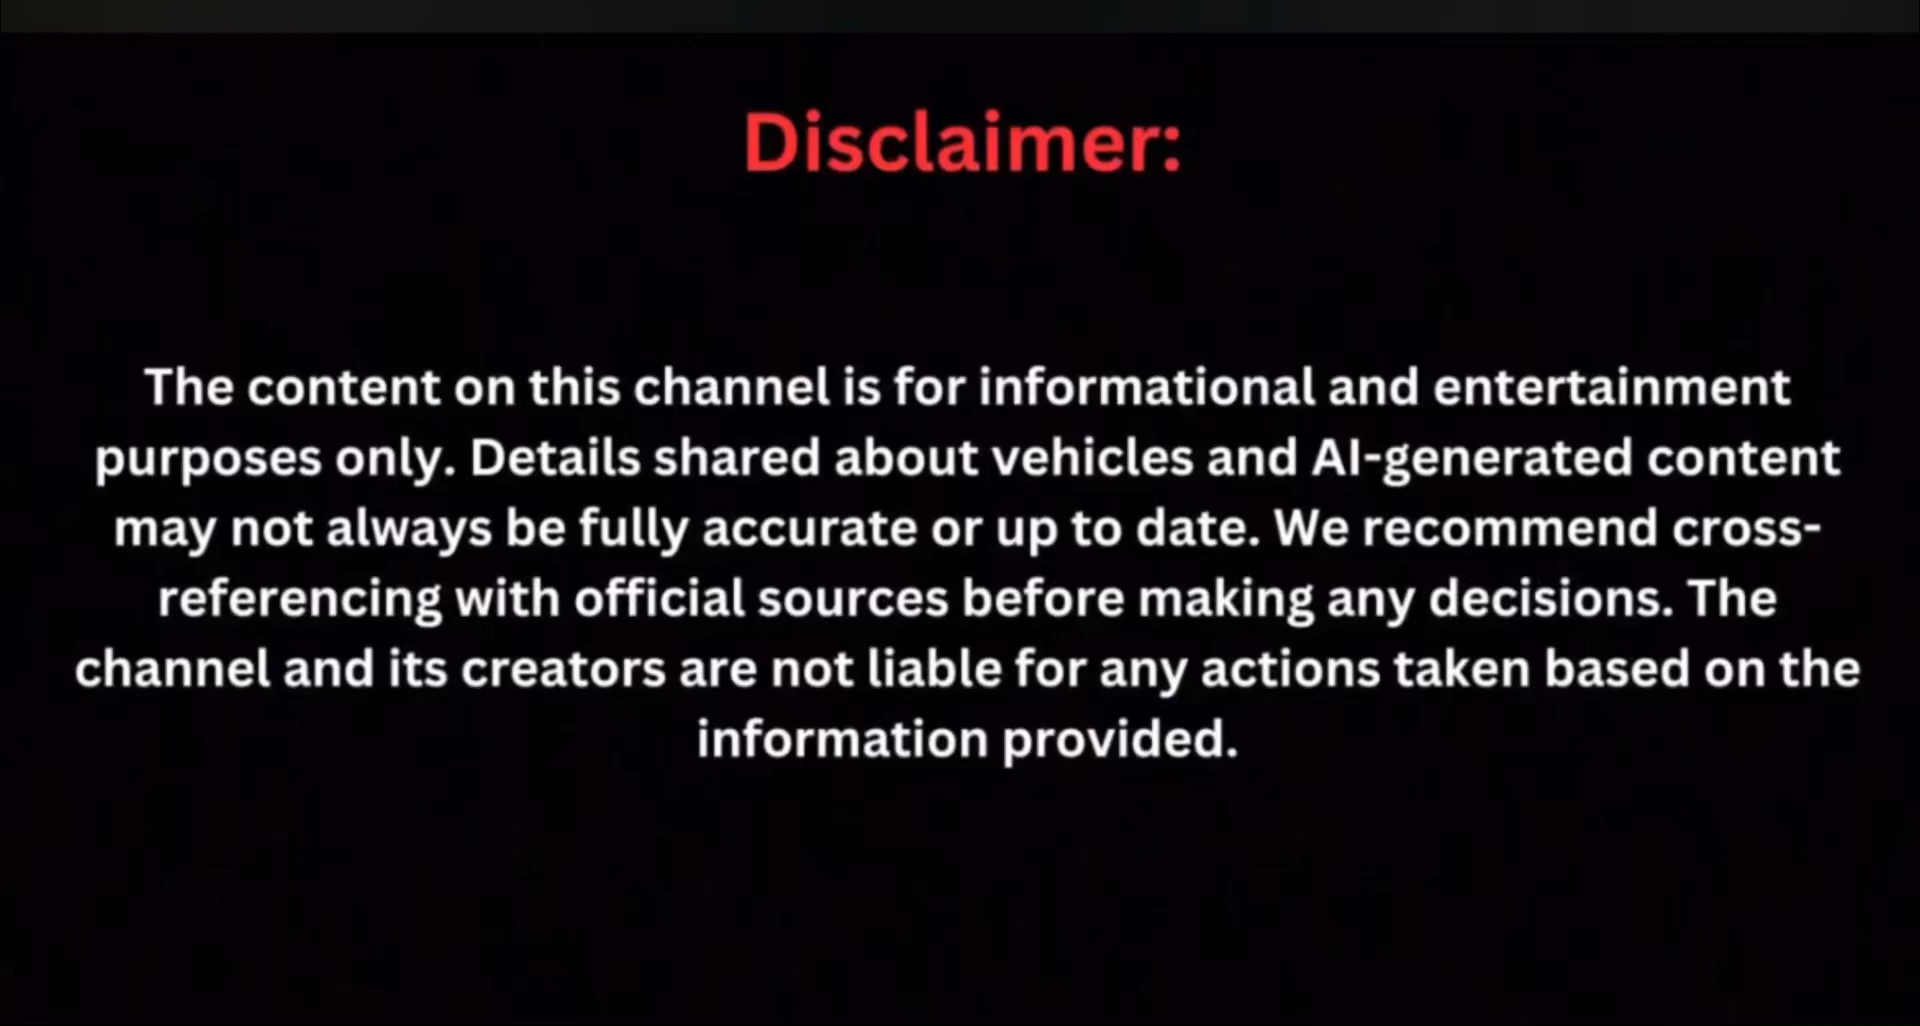 Disclaimer:
The content on this channel is for informational and entertainment
purposes only. Details shared about vehicles and AI-generated content
may not always be fully accurate or up to date. We recommend cross-
referencing with official sources before making any decisions. The
channel and its creators are not liable for any actions taken based on the
information provided.